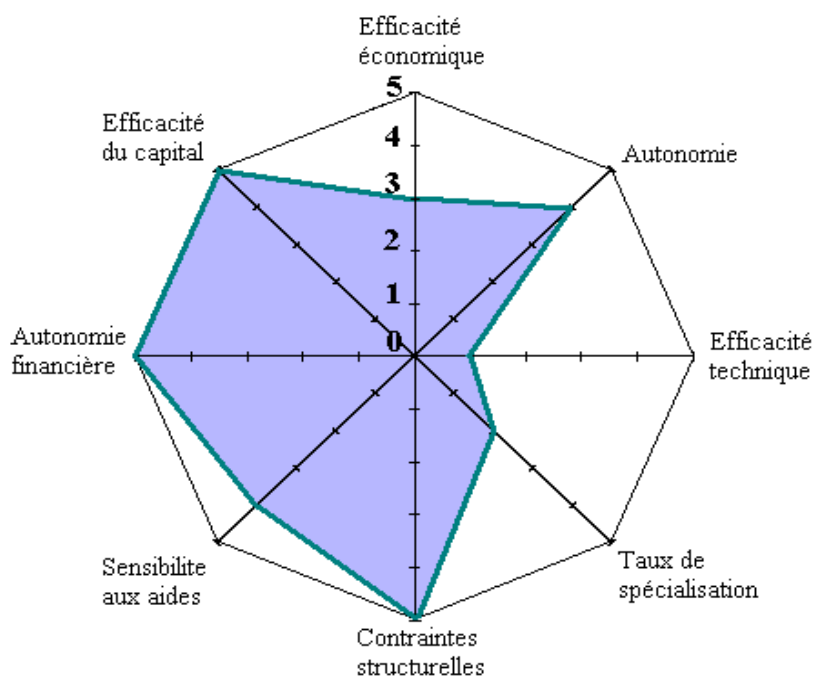 Efficacité
économique
5
4
3
2
1
0
Autonomie
Efficacité
technique
Taux de
spécialisation
Contraintes
structurelles
Sensibilite
aux aides
Autonomie
financière
Efficacité
du capital